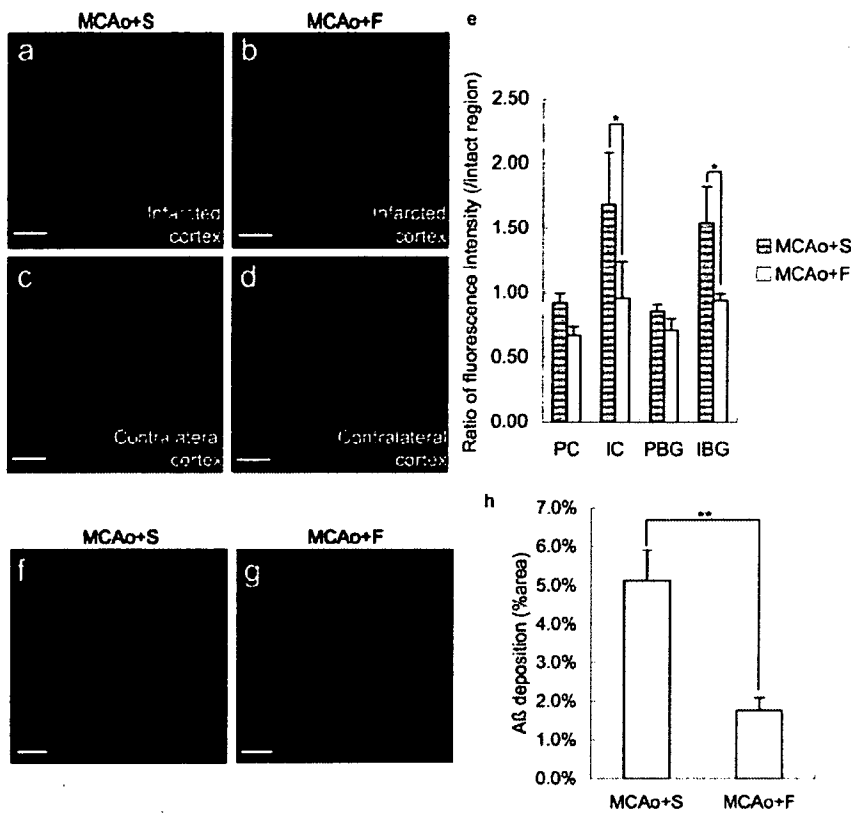 MCAo+S
MCAo+F
a
b
Infarcted
cortex
Infarcted
cortex
c
d
Contralateral
cortex
Contralateral
cortex
e
Ratio of fluorescence intensity (/intact region)
2.50
2.00
1.50
1.00
0.50
0.00
*
*
PC
IC
PBG
IBG
MCAo+S
MCAo+F
MCAo+S
MCAo+F
f
g
h
Aß deposition (%area)
7.0%
6.0%
5.0%
4.0%
3.0%
2.0%
1.0%
0.0%
**
MCAo+S
MCAo+F